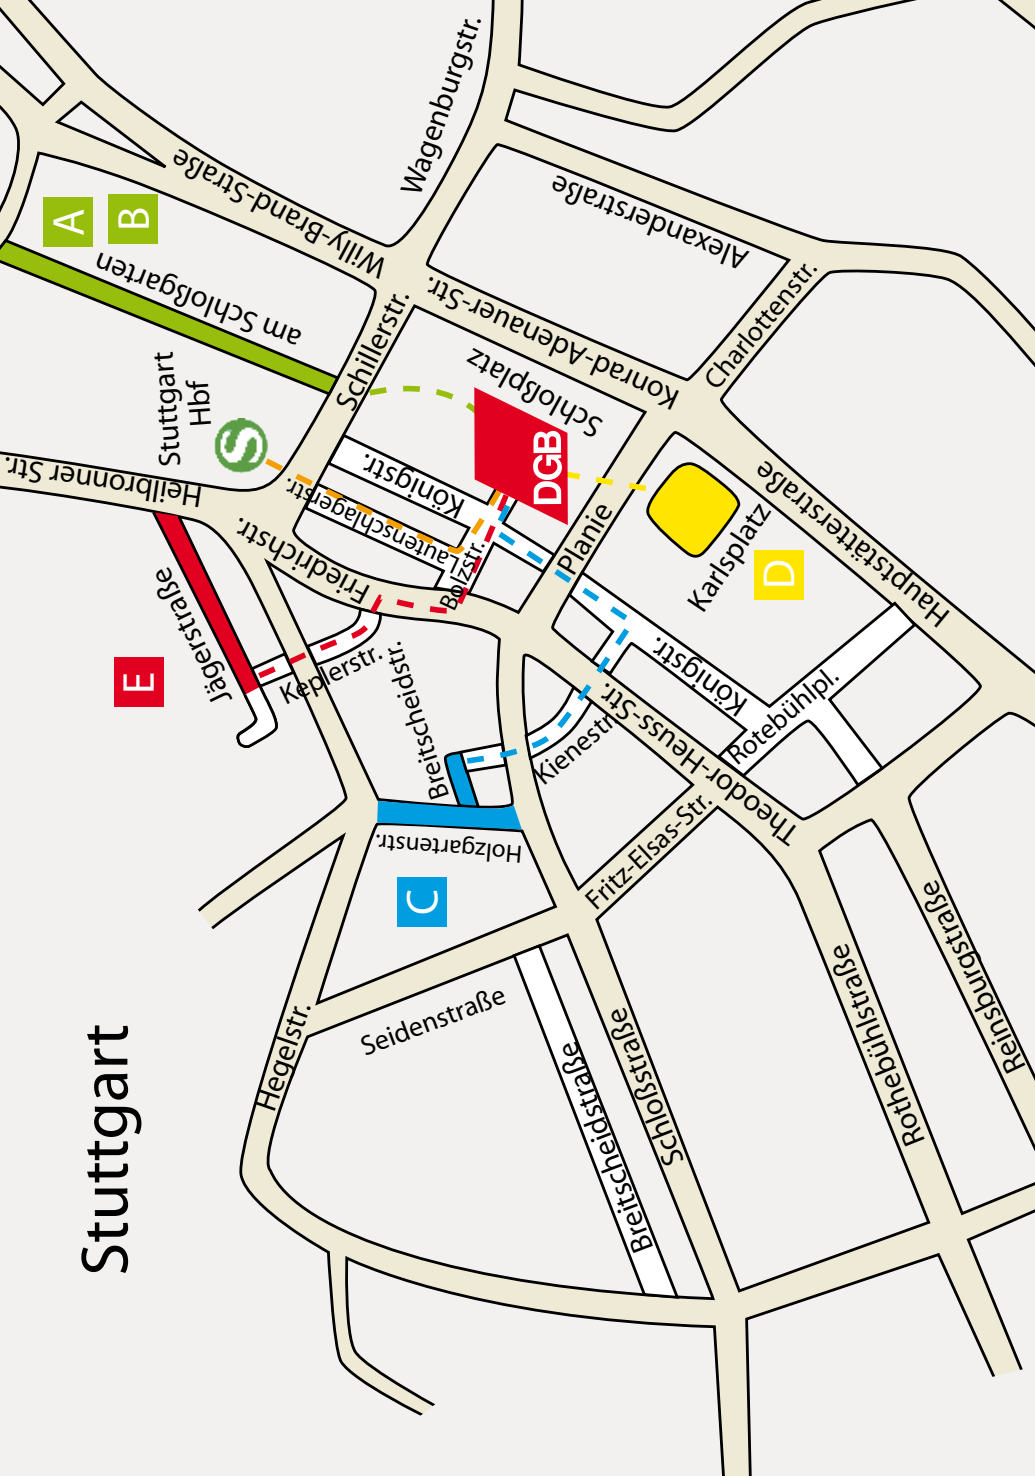 Stuttgart
Wagenburgstr.
Willy-Brand-Straße
Alexanderstraße
A
B
am Schloßgarten
Schillerstr.
Konrad-Adenauer-Str.
Charlottenstr.
Schloßplatz
Stuttgart
Hbf
S
Heilbronner Str.
Königstr.
Lautenschlagerstr.
DGB
Friedrichstr.
Bolzstr.
Planie
Karlsplatz
D
Hauptstätterstraße
Jägerstraße
E
Keplerstr.
Breitscheidstr.
Kienestr.
Königstr.
Rotebühlpl.
Theodor-Heuss-Str.
Fritz-Elsas-Str.
Holzgartenstr.
C
Seidenstraße
Hegelstr.
Breitscheidstraße
Schloßstraße
Rothebühlstraße
Reinsburgstraße